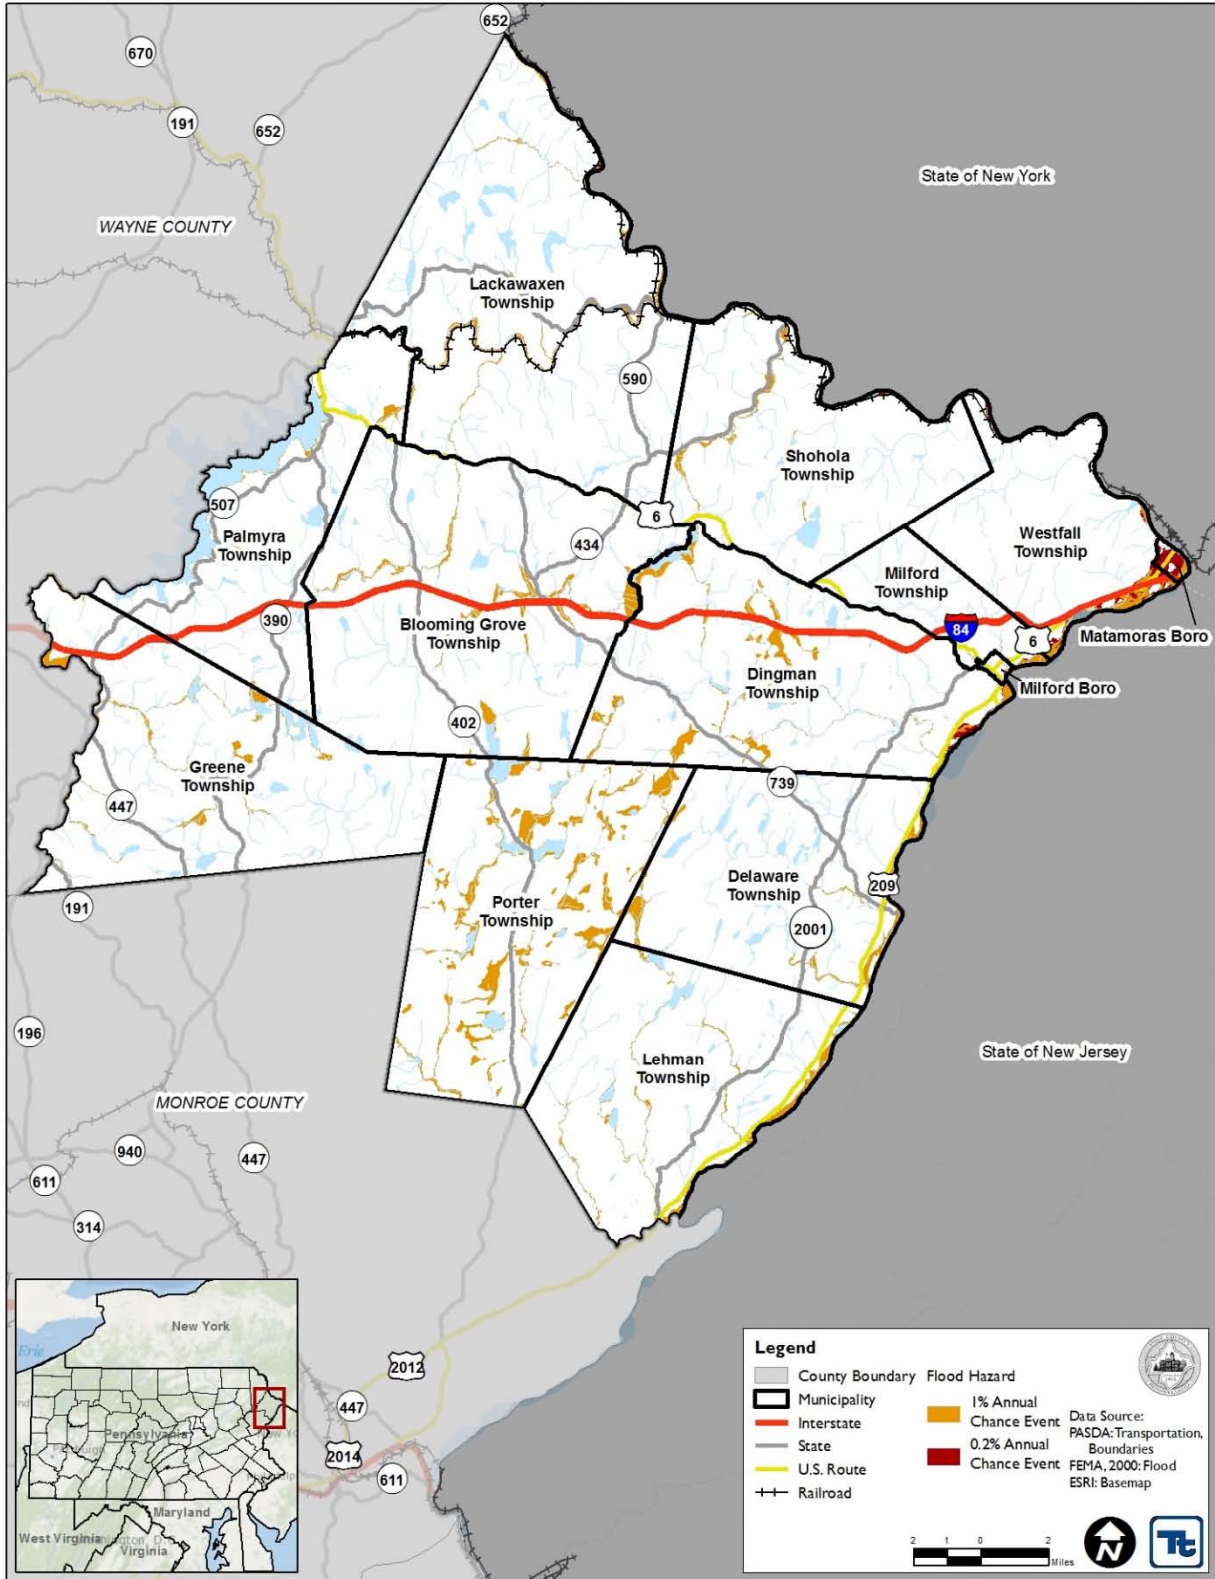 652
670
191
652
State of New York
WAYNE COUNTY
Lackawaxen
Township
590
Shohola
Township
507
6
Palmyra
Township
434
Westfall
Township
Milford
Township
390
Blooming Grove
Township
84
6
Matamoras Boro
Dingman
Township
Milford Boro
402
Greene
Township
739
447
Delaware
Township
209
191
Porter
Township
2001
196
State of New Jersey
Lehman
Township
MONROE COUNTY
940
447
611
314
New York
Erie
Pennsylvania
Pittsburgh
Maryland
West Virginia
Virginia
2012
447
2014
611
Legend
County Boundary
Municipality
Interstate
State
U.S. Route
Railroad
Flood Hazard
1% Annual
Chance Event
0.2% Annual
Chance Event
Data Source:
PASDA: Transportation,
Boundaries
FEMA, 2000: Flood
ESRI: Basemap
2 1 0 2
Miles
N
Tt